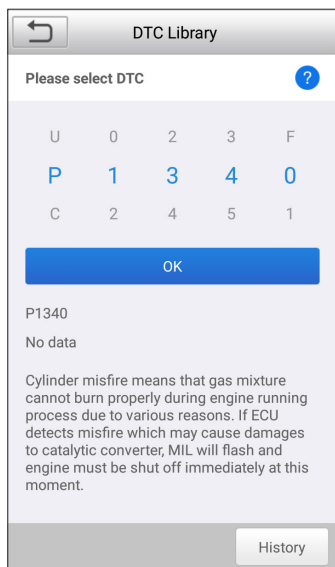 DTC Library
Please select DTC ?
U 0 2 3 F
P 1 3 4 0
C 2 4 5 1
OK
P1340
No data
Cylinder misfire means that gas mixture
cannot burn properly during engine running
process due to various reasons. If ECU
detects misfire which may cause damages
to catalytic converter, MIL will flash and
engine must be shut off immediately at this
moment.
History